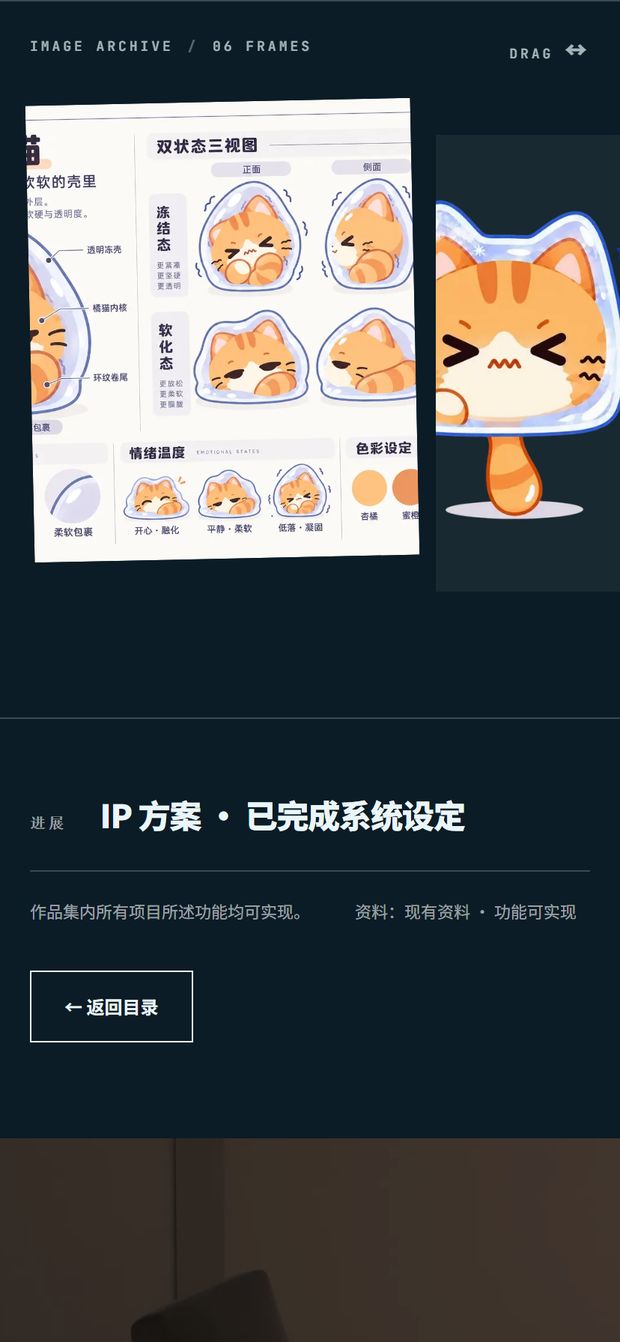 IMAGE ARCHIVE / 06 FRAMES
DRAG ↔
猫
软软的壳里
外层。
软硬与透明度。
透明冻壳
橘猫内核
环纹卷尾
包裹
双状态三视图
正面
侧面
冻结态
更紧凑
更坚硬
更透明
软化态
更放松
更柔软
更朦胧
柔软包裹
情绪温度 EMOTIONAL STATES
开心·融化
平静·柔软
低落·凝固
色彩设定
杏橘
蜜橙
进展
IP 方案 · 已完成系统设定
作品集内所有项目所述功能均可实现。
资料：现有资料 · 功能可实现
← 返回目录